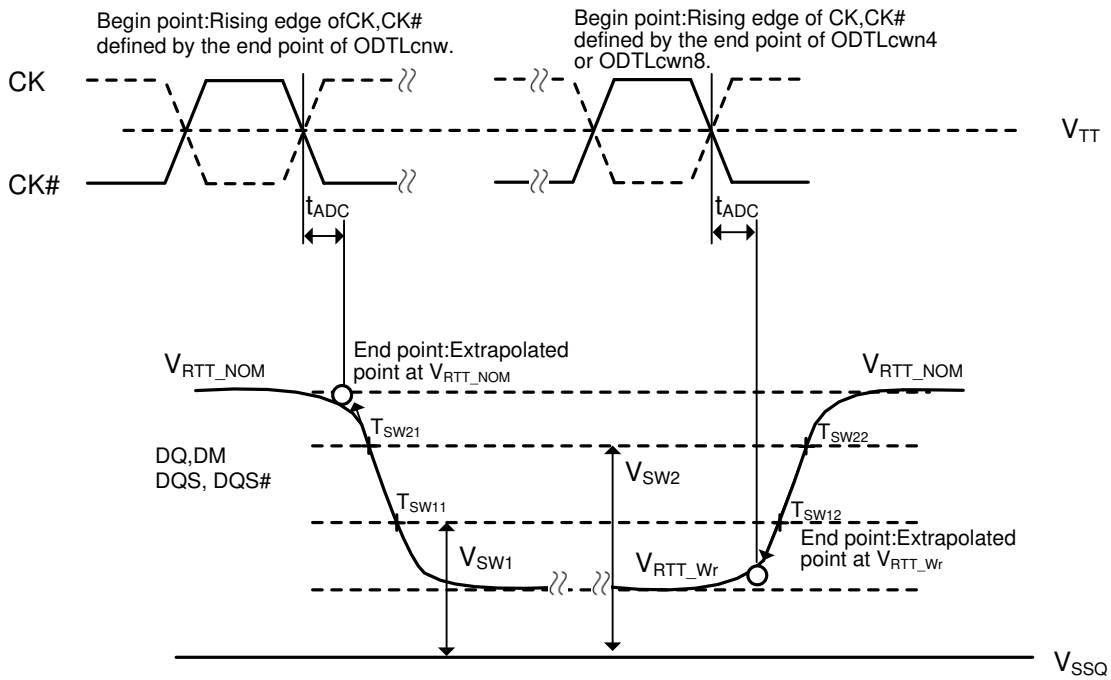 Begin point:Rising edge ofCK,CK#
defined by the end point of ODTLcnw.
Begin point:Rising edge of CK,CK#
defined by the end point of ODTLcwn4
or ODTLcwn8.
CK
VTT
CK#
tADC
tADC
End point:Extrapolated
point at VRTT_NOM
VRTT_NOM
VRTT_NOM
TSW21
TSW22
DQ,DM
DQS, DQS#
VSW2
TSW11
TSW12
End point:Extrapolated
point at VRTT_Wr
VSW1
VRTT_Wr
VSSQ